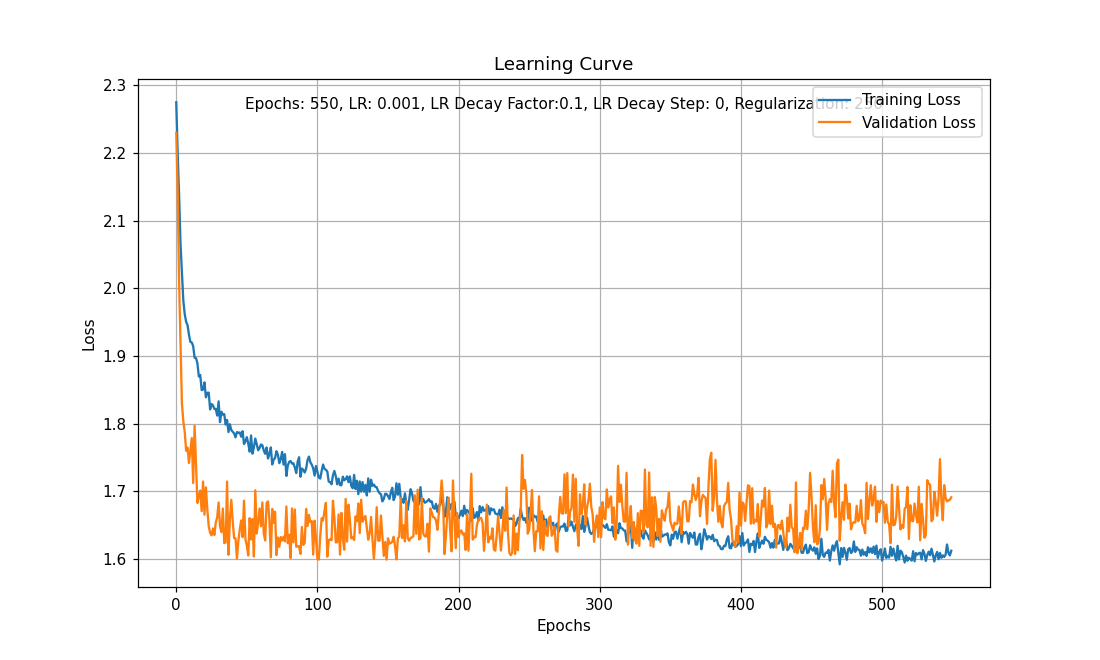 Learning Curve
2.3
Epochs: 550, LR: 0.001, LR Decay Factor:0.1, LR Decay Step: 0, Regularization: 250
Training Loss
Validation Loss
2.2
2.1
2.0
1.9
1.8
1.7
1.6
Loss
0 100 200 300 400 500
Epochs